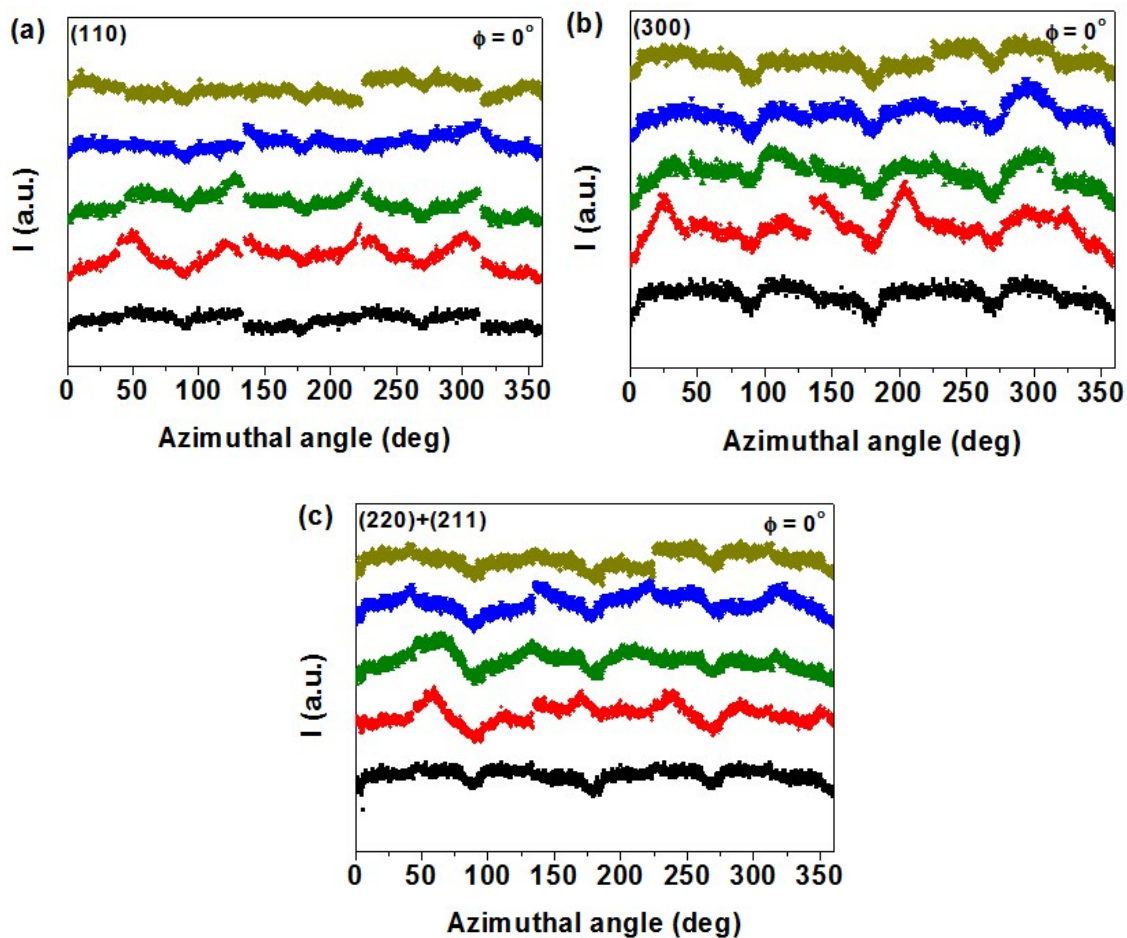 (a)
(110)
ϕ = 0°
I (a.u.)
0 50 100 150 200 250 300 350
Azimuthal angle (deg)
(b)
(300)
ϕ = 0°
I (a.u.)
0 50 100 150 200 250 300 350
Azimuthal angle (deg)
(c)
(220)+(211)
ϕ = 0°
I (a.u.)
0 50 100 150 200 250 300 350
Azimuthal angle (deg)